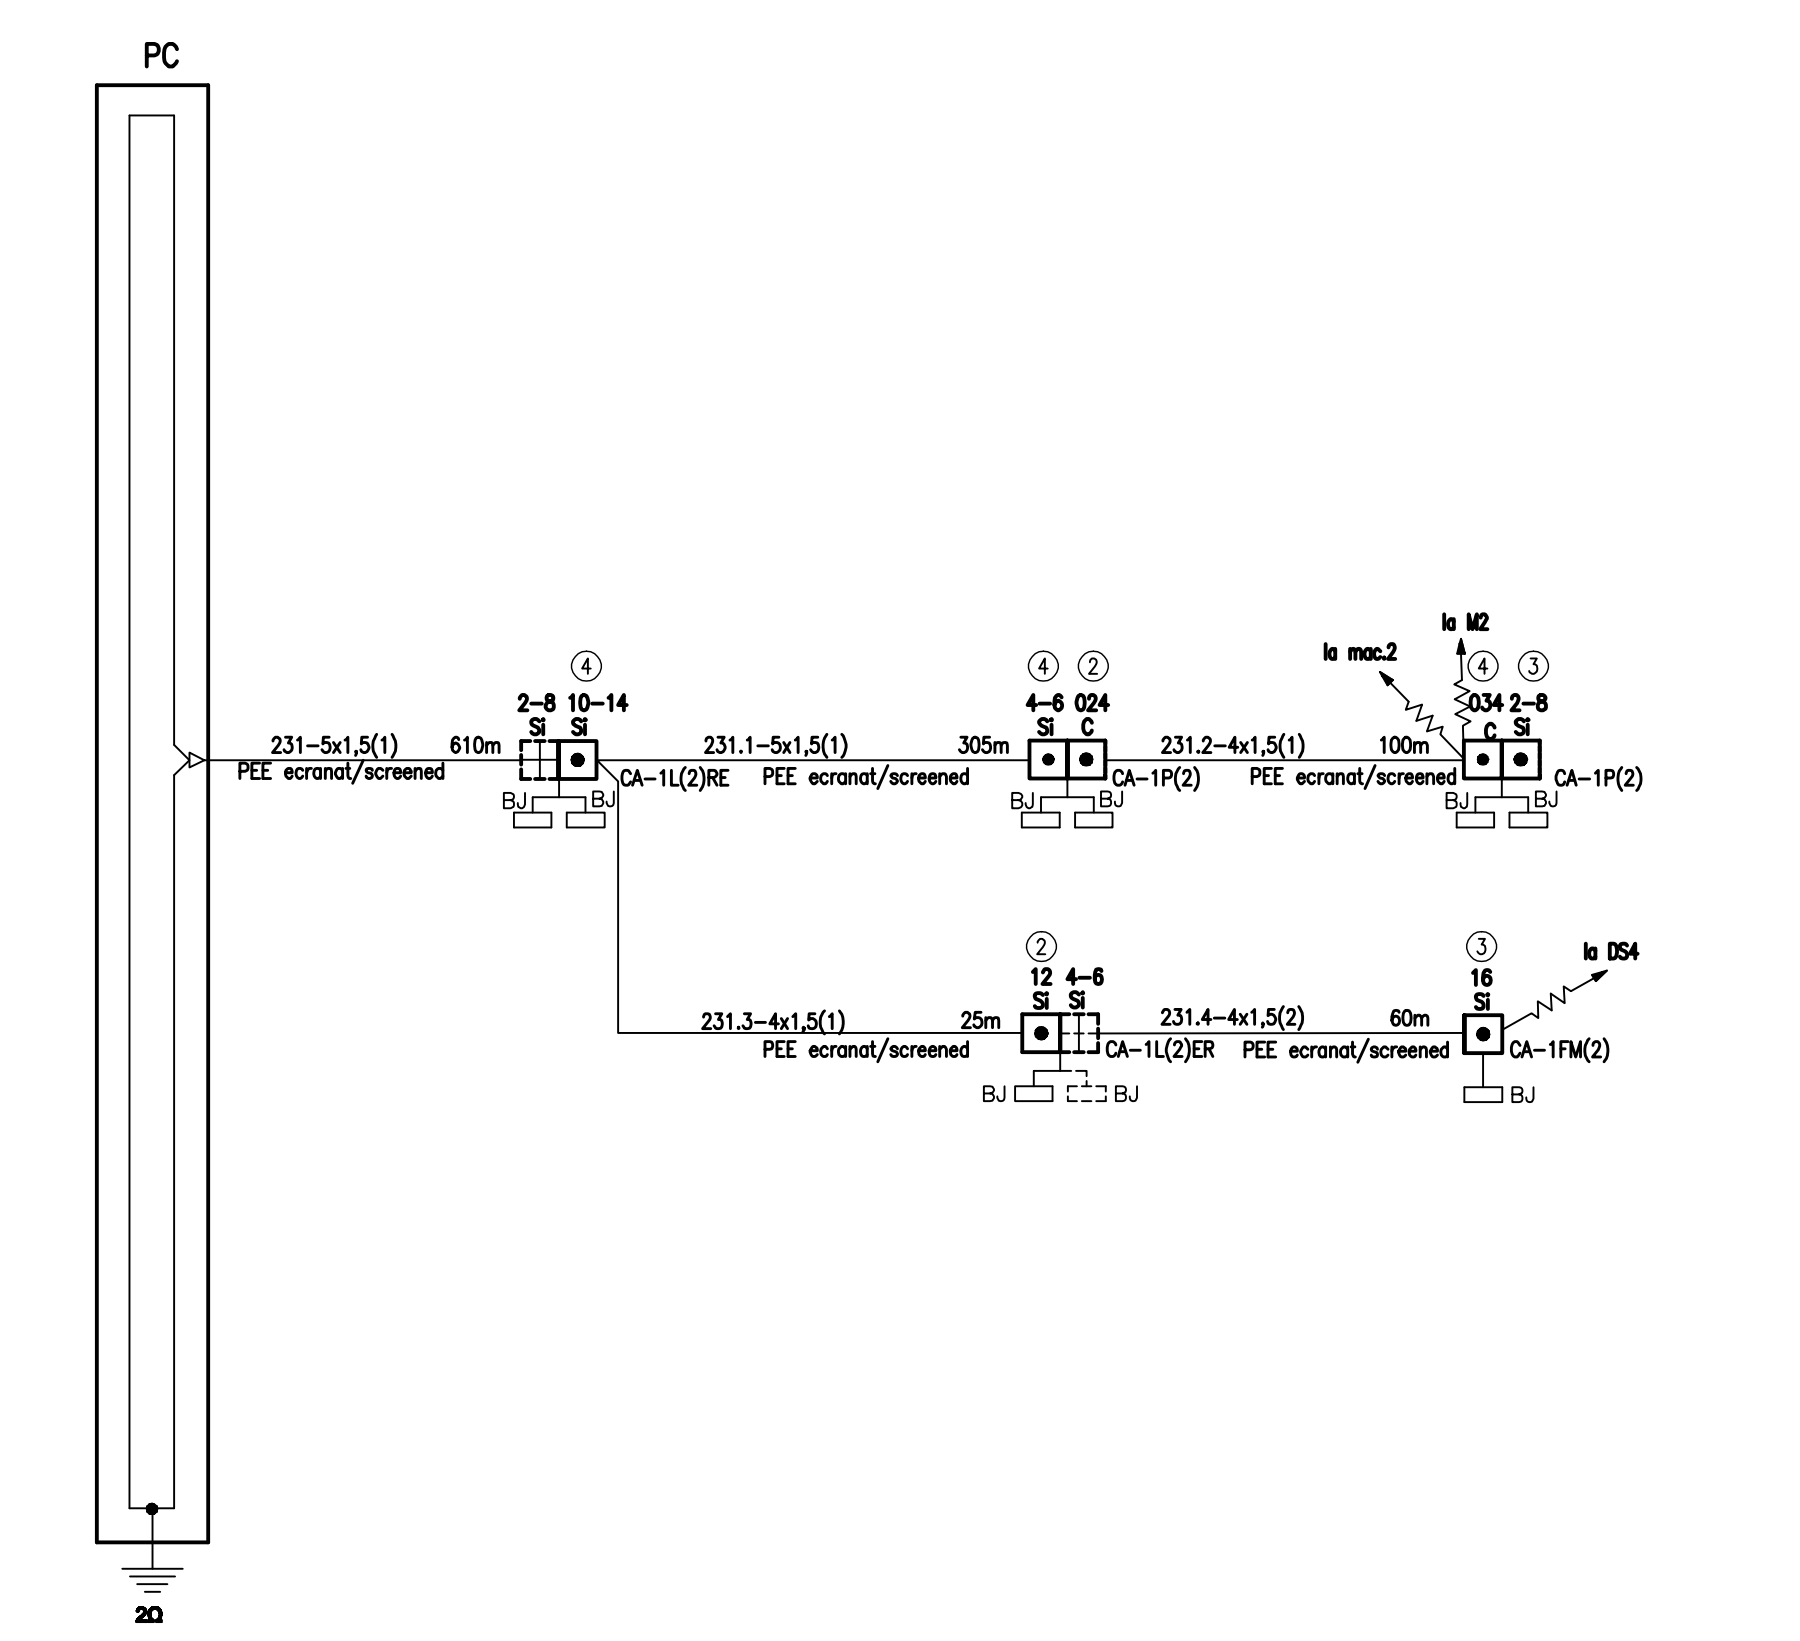 PC
la M2
la mac.2
4
4
2
4
3
2-8 10-14
4-6 024
034 2-8
Si Si
Si C
C Si
231-5x1,5(1) 610m
231.1-5x1,5(1) 305m
231.2-4x1,5(1) 100m
PEE ecranat/screened
CA-1L(2)RE
PEE ecranat/screened
CA-1P(2)
PEE ecranat/screened
CA-1P(2)
BJ BJ
BJ BJ
BJ BJ
2
3
la DS4
12 4-6
16
Si Si
Si
231.3-4x1,5(1) 25m
231.4-4x1,5(2) 60m
PEE ecranat/screened
CA-1L(2)ER
PEE ecranat/screened
CA-1FM(2)
BJ BJ
BJ
2Ω